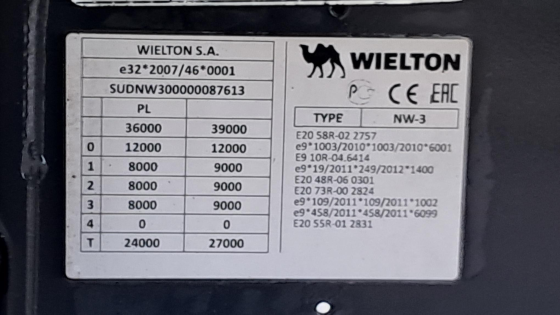 WIELTON S.A.
e32*2007/46*0001
SUDNW300000087613
PL
36000 39000
0 12000 12000
1 8000 9000
2 8000 9000
3 8000 9000
4 0 0
T 24000 27000
WIELTON
CE EAC
TYPE NW-3
E20 58R-02 2757
e9*1003/2010*1003/2010*6001
E9 10R-04.6414
e9*19/2011*249/2012*1400
E20 48R-06 0301
E20 73R-00 2824
e9*109/2011*109/2011*1002
e9*458/2011*458/2011*6099
E20 55R-01 2831